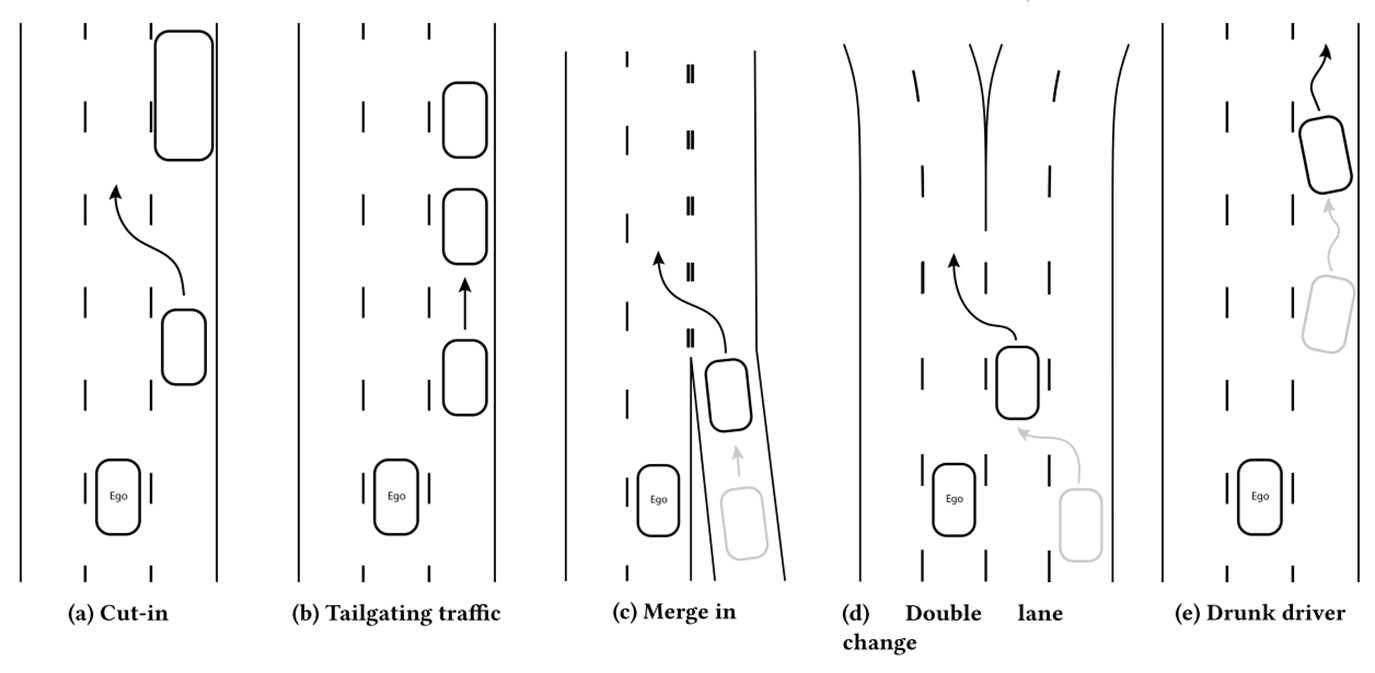 Ego
Ego
Ego
Ego
Ego
(a) Cut-in
(b) Tailgating traffic
(c) Merge in
(d) Double lane
change
(e) Drunk driver